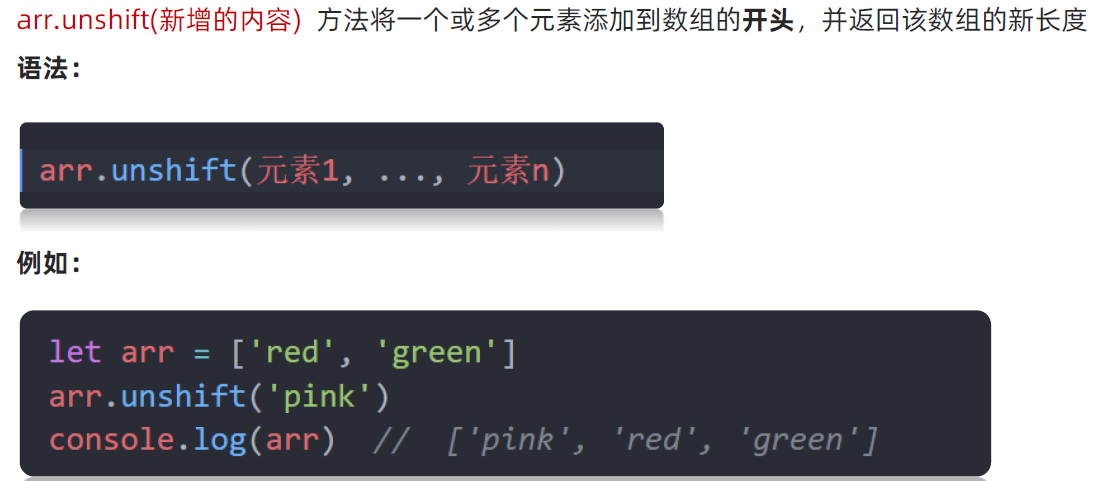 arr.unshift(新增的内容) 方法将一个或多个元素添加到数组的开头，并返回该数组的新长度
语法：
arr.unshift(元素1, ..., 元素n)
例如：
let arr = ['red', 'green']
arr.unshift('pink')
console.log(arr)  //  ['pink', 'red', 'green']